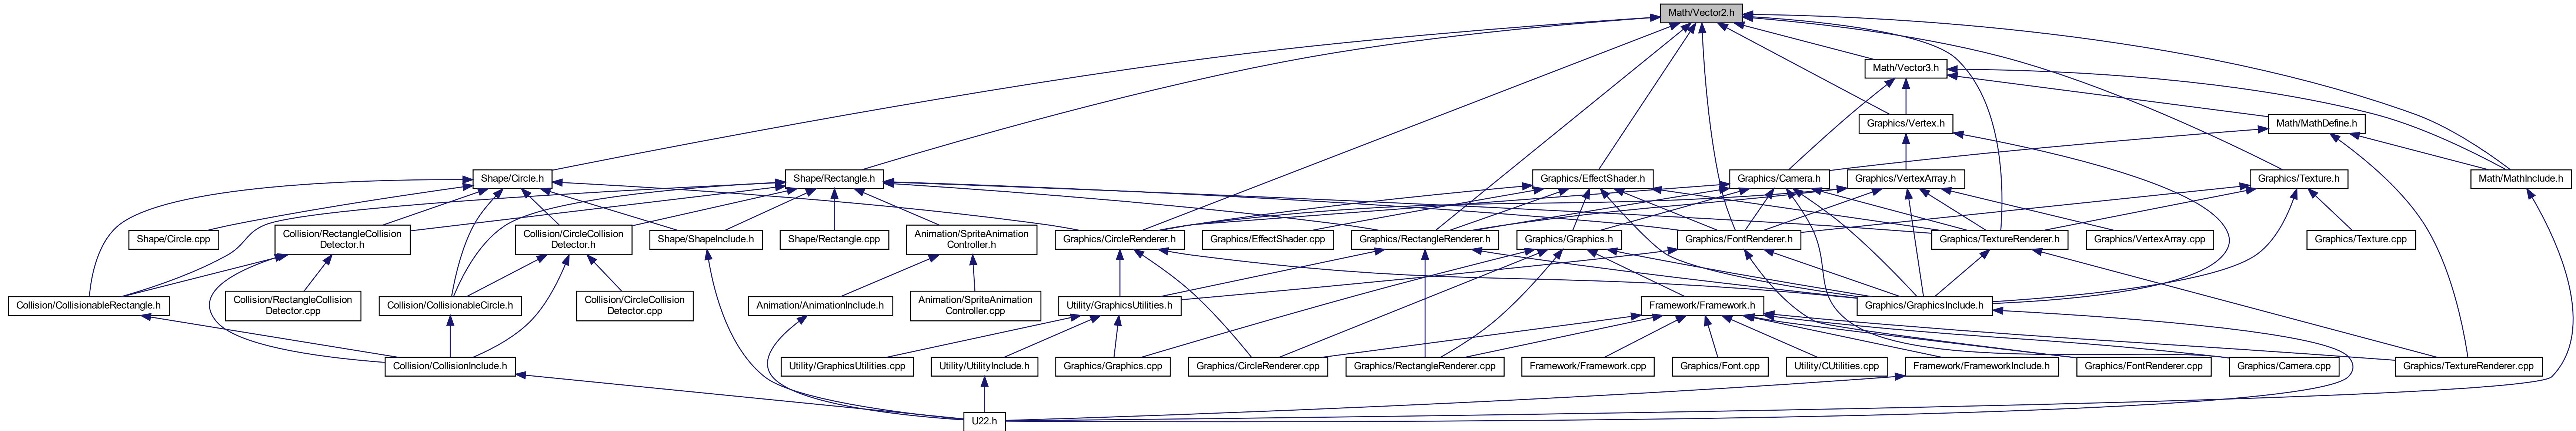 Math/Vector2.h
Math/Vector3.h
Graphics/Vertex.h
Math/MathDefine.h
Shape/Circle.h
Shape/Rectangle.h
Graphics/EffectShader.h
Graphics/Camera.h
Graphics/VertexArray.h
Graphics/Texture.h
Math/MathInclude.h
Shape/Circle.cpp
Collision/RectangleCollision
Detector.h
Collision/CircleCollision
Detector.h
Shape/ShapeInclude.h
Shape/Rectangle.cpp
Animation/SpriteAnimation
Controller.h
Graphics/CircleRenderer.h
Graphics/EffectShader.cpp
Graphics/RectangleRenderer.h
Graphics/Graphics.h
Graphics/FontRenderer.h
Graphics/TextureRenderer.h
Graphics/VertexArray.cpp
Graphics/Texture.cpp
Collision/CollisionableRectangle.h
Collision/RectangleCollision
Detector.cpp
Collision/CollisionableCircle.h
Collision/CircleCollision
Detector.cpp
Animation/AnimationInclude.h
Animation/SpriteAnimation
Controller.cpp
Utility/GraphicsUtilities.h
Framework/Framework.h
Graphics/GraphicsInclude.h
Collision/CollisionInclude.h
Utility/GraphicsUtilities.cpp
Utility/UtilityInclude.h
Graphics/Graphics.cpp
Graphics/CircleRenderer.cpp
Graphics/RectangleRenderer.cpp
Framework/Framework.cpp
Graphics/Font.cpp
Utility/CUtilities.cpp
Framework/FrameworkInclude.h
Graphics/FontRenderer.cpp
Graphics/Camera.cpp
Graphics/TextureRenderer.cpp
U22.h